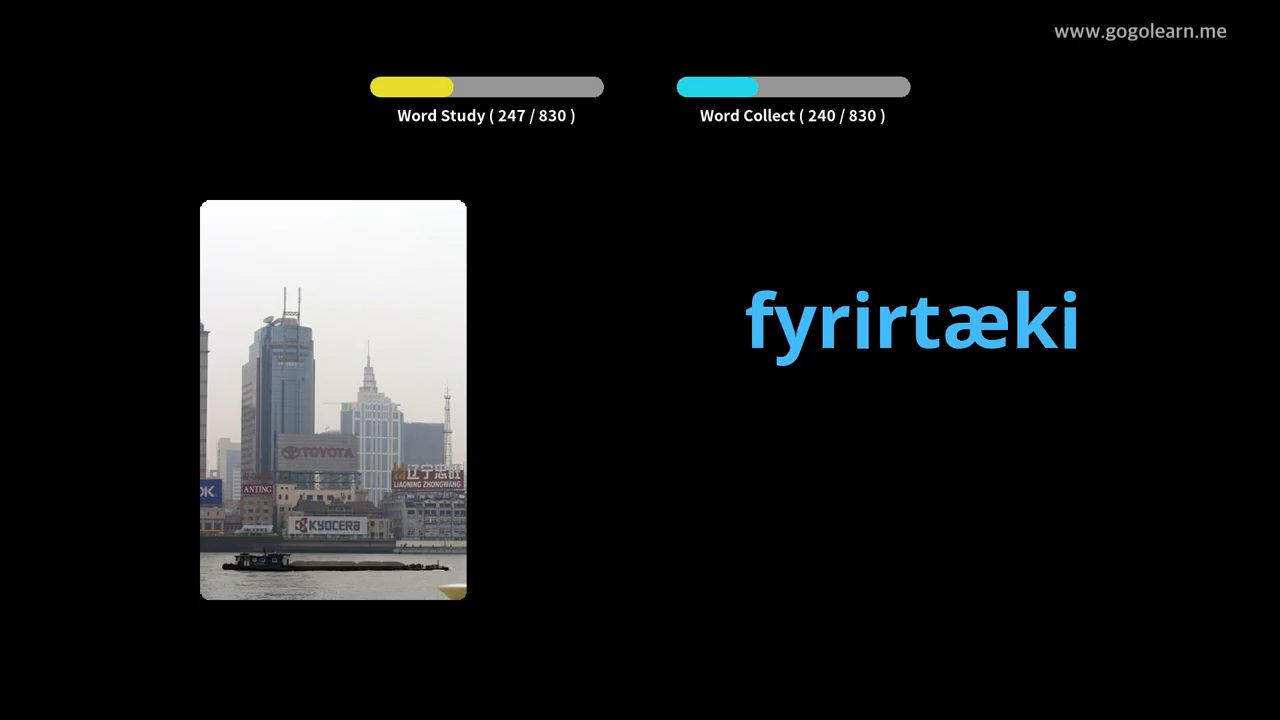 www.gogolearn.me
Word Study ( 247 / 830 )
Word Collect ( 240 / 830 )
fyrirtæki
TOYOTA
辽宁忠旺
LIAONING ZHONGWANG
ANTING
KYOCERA